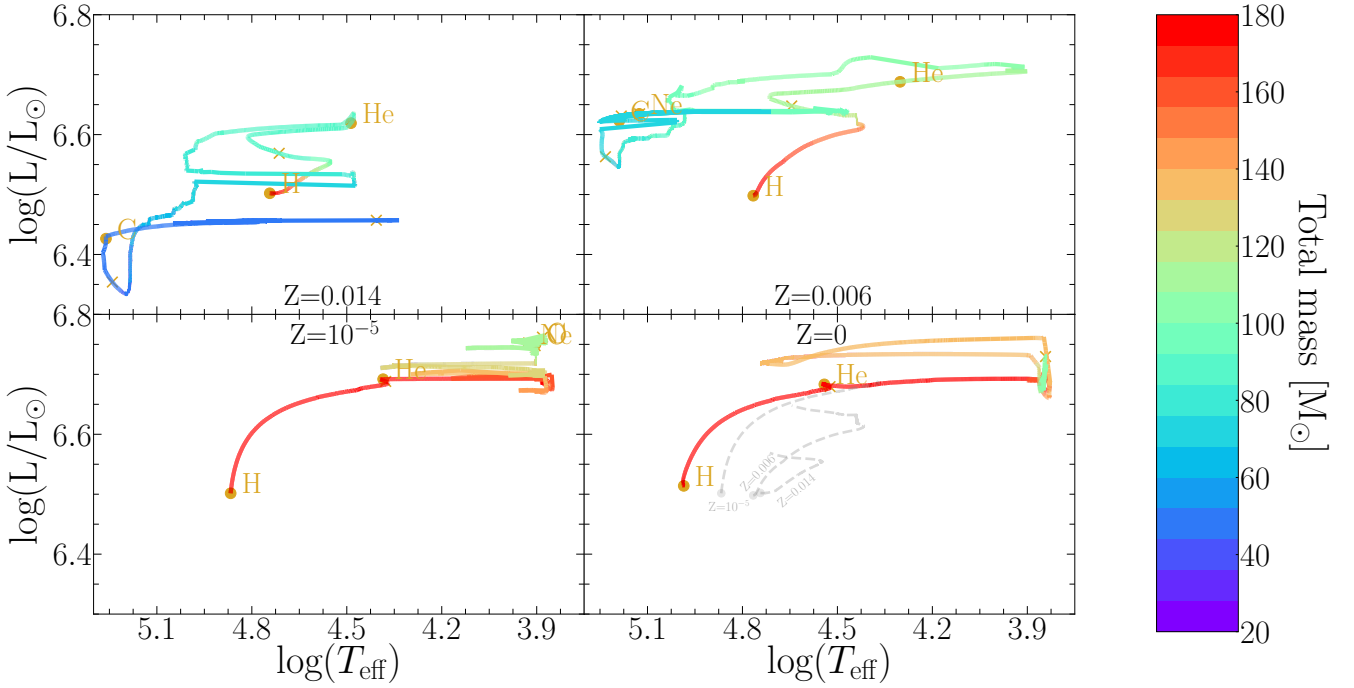 6.8
6.6
6.4
log(L/L⊙)
He
H
C
Z=0.014
He
C
Ne
H
Z=0.006
6.8
6.6
6.4
log(L/L⊙)
Z=10⁻⁵
He
H
Ne
C
5.1
4.8
4.5
4.2
3.9
log(T_eff)
Z=0
He
H
Z=0.006
Z=10⁻⁵
Z=0.014
5.1
4.8
4.5
4.2
3.9
log(T_eff)
180
160
140
120
100
80
60
40
20
Total mass [M⊙]